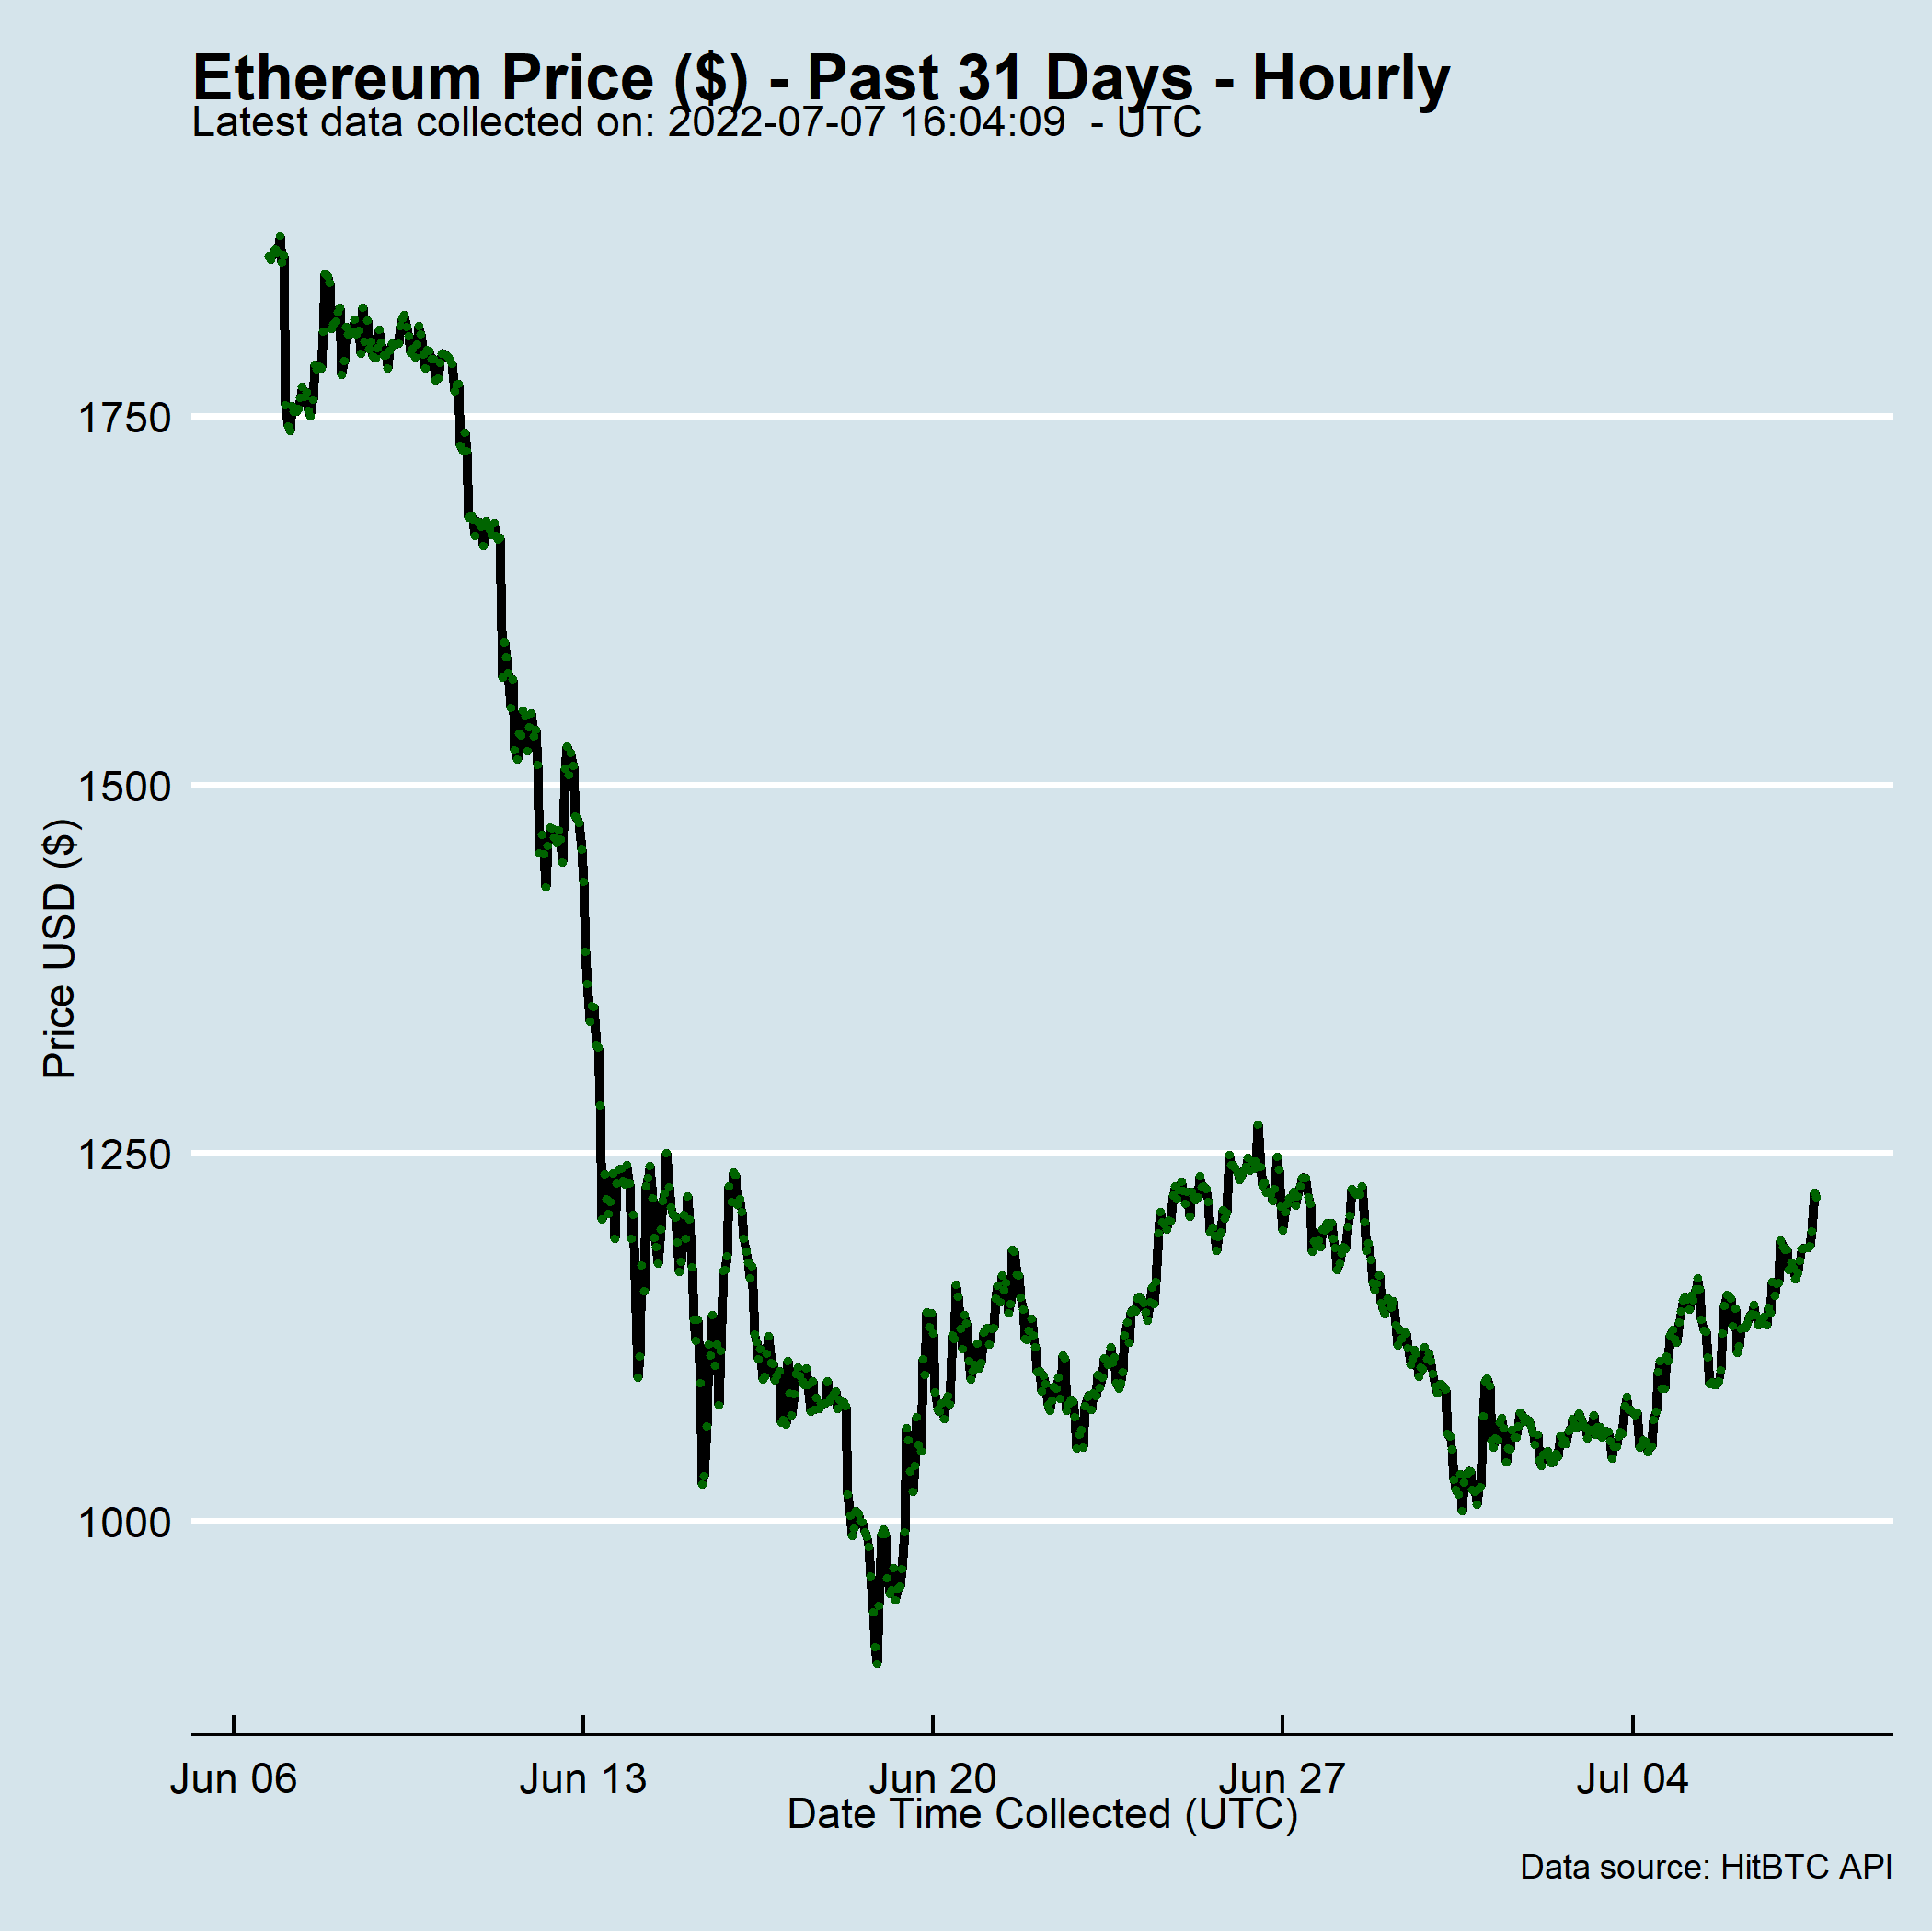 Ethereum Price ($) - Past 31 Days - Hourly
Latest data collected on: 2022-07-07 16:04:09  - UTC
1750
1500
1250
1000
Price USD ($)
Jun 06 Jun 13 Jun 20 Jun 27 Jul 04
Date Time Collected (UTC)
Data source: HitBTC API